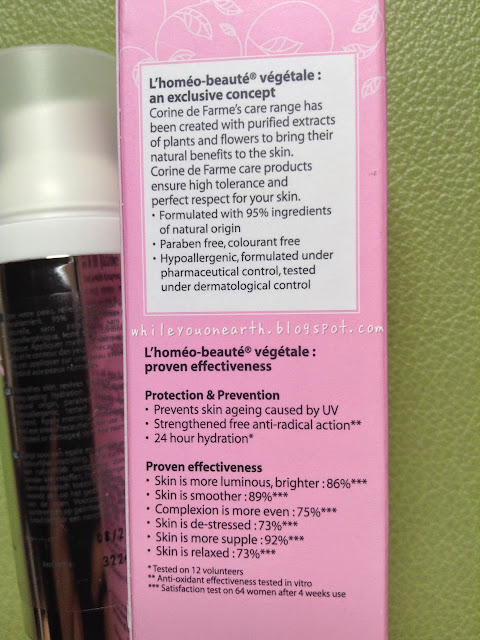 L'homéo-beauté® végétale :
an exclusive concept
Corine de Farme's care range has
been created with purified extracts
of plants and flowers to bring their
natural benefits to the skin.
Corine de Farme care products
ensure high tolerance and
perfect respect for your skin.
• Formulated with 95% ingredients
of natural origin
• Paraben free, colourant free
• Hypoallergenic, formulated under
pharmaceutical control, tested
under dermatological control
whileyouonearth.blogspot.com
L'homéo-beauté® végétale :
proven effectiveness
Protection & Prevention
• Prevents skin ageing caused by UV
• Strengthened free anti-radical action**
• 24 hour hydration*
Proven effectiveness
• Skin is more luminous, brighter : 86%***
• Skin is smoother : 89%***
• Complexion is more even : 75%***
• Skin is de-stressed : 73%***
• Skin is more supple : 92%***
• Skin is relaxed : 73%***
* Tested on 12 volunteers
** Anti-oxidant effectiveness tested in vitro
*** Satisfaction test on 64 women after 4 weeks use